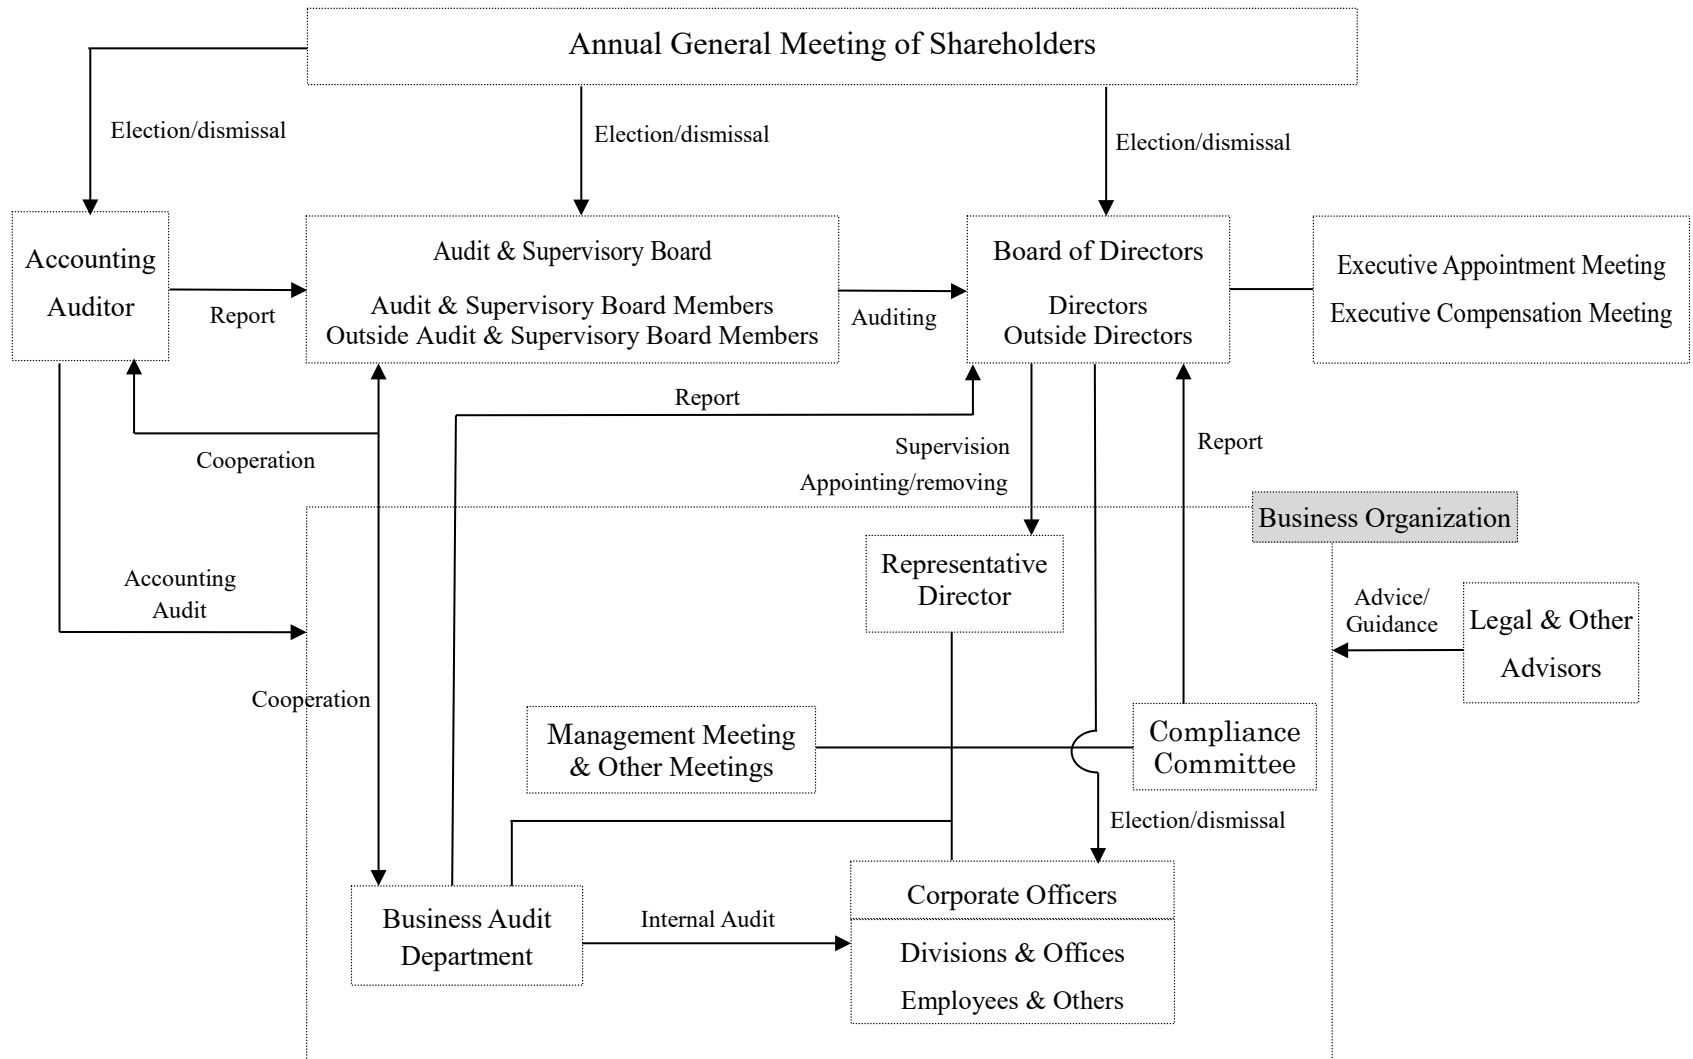 Annual General Meeting of Shareholders
Election/dismissal
Election/dismissal
Election/dismissal
Accounting
Auditor
Report
Audit & Supervisory Board
Audit & Supervisory Board Members
Outside Audit & Supervisory Board Members
Auditing
Board of Directors
Directors
Outside Directors
Executive Appointment Meeting
Executive Compensation Meeting
Report
Cooperation
Supervision
Appointing/removing
Report
Business Organization
Representative
Director
Accounting
Audit
Advice/
Guidance
Legal & Other
Advisors
Cooperation
Management Meeting
& Other Meetings
Compliance
Committee
Election/dismissal
Business Audit
Department
Internal Audit
Corporate Officers
Divisions & Offices
Employees & Others